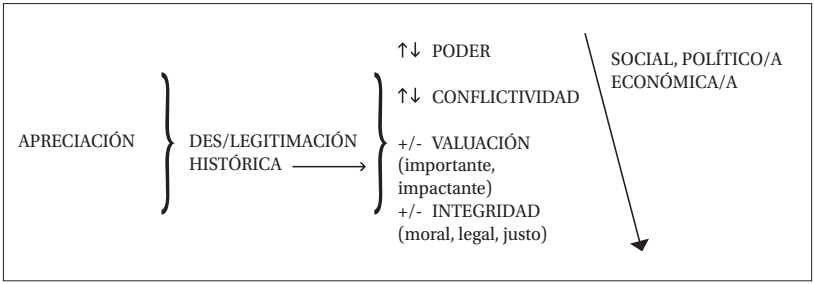 APRECIACIÓN
DES/LEGITIMACIÓN
HISTÓRICA
↑↓ PODER
↑↓ CONFLICTIVIDAD
+/- VALUACIÓN
(importante,
impactante)
+/- INTEGRIDAD
(moral, legal, justo)
SOCIAL, POLÍTICO/A
ECONÓMICA/A